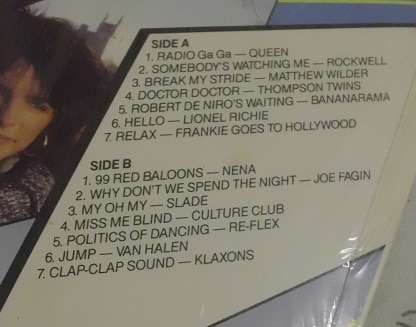 SIDE A
1. RADIO Ga Ga — QUEEN
2. SOMEBODY'S WATCHING ME — ROCKWELL
3. BREAK MY STRIDE — MATTHEW WILDER
4. DOCTOR DOCTOR — THOMPSON TWINS
5. ROBERT DE NIRO'S WAITING — BANANARAMA
6. HELLO — LIONEL RICHIE
7. RELAX — FRANKIE GOES TO HOLLYWOOD
SIDE B
1. 99 RED BALOONS — NENA
2. WHY DON'T WE SPEND THE NIGHT — JOE FAGIN
3. MY OH MY — SLADE
4. MISS ME BLIND — CULTURE CLUB
5. POLITICS OF DANCING — RE-FLEX
6. JUMP — VAN HALEN
7. CLAP-CLAP SOUND — KLAXONS